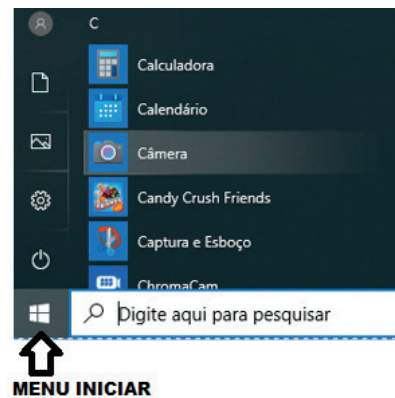 C
Calculadora
Calendário
Câmera
Candy Crush Friends
Captura e Esboço
ChromaCam
Digite aqui para pesquisar
MENU INICIAR